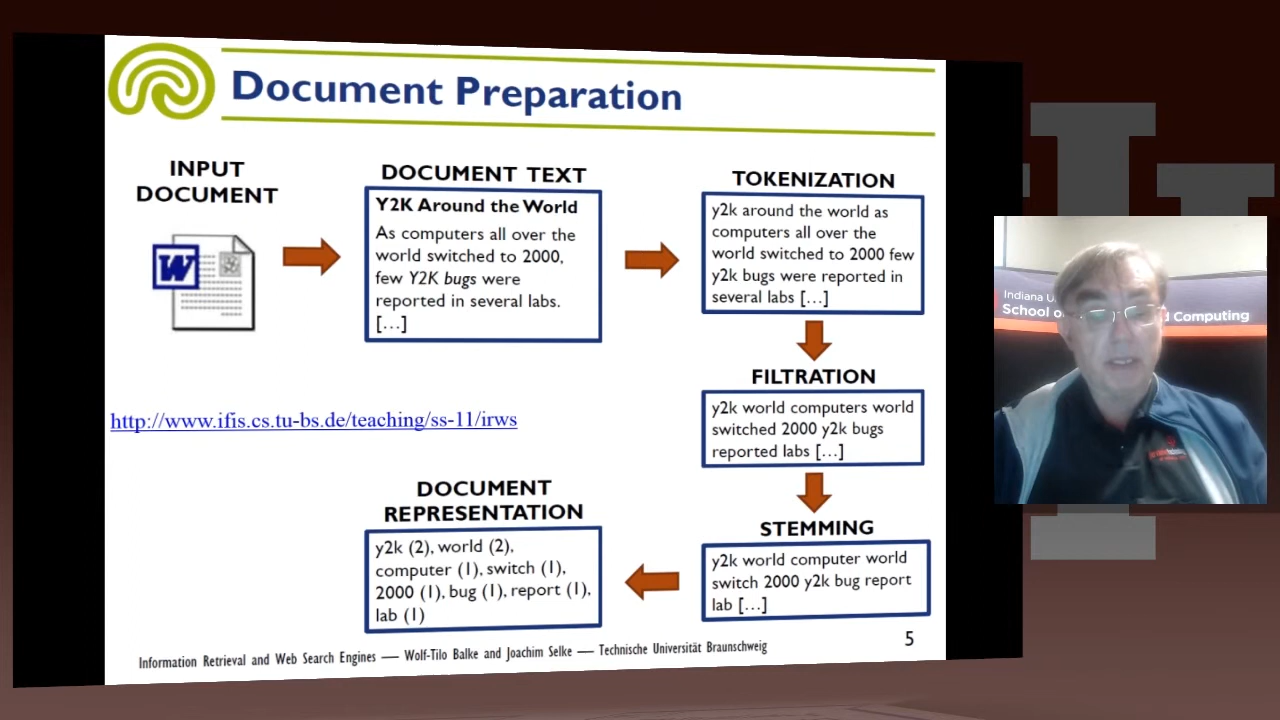 Document Preparation
INPUT
DOCUMENT
W
DOCUMENT TEXT
Y2K Around the World
As computers all over the
world switched to 2000,
few Y2K bugs were
reported in several labs.
[…]
TOKENIZATION
y2k around the world as
computers all over the
world switched to 2000 few
y2k bugs were reported in
several labs […]
FILTRATION
y2k world computers world
switched 2000 y2k bugs
reported labs […]
STEMMING
y2k world computer world
switch 2000 y2k bug report
lab […]
DOCUMENT
REPRESENTATION
y2k (2), world (2),
computer (1), switch (1),
2000 (1), bug (1), report (1),
lab (1)
http://www.ifis.cs.tu-bs.de/teaching/ss-11/irws
Information Retrieval and Web Search Engines — Wolf-Tilo Balke and Joachim Selke — Technische Universität Braunschweig
5
Indiana
School Computing